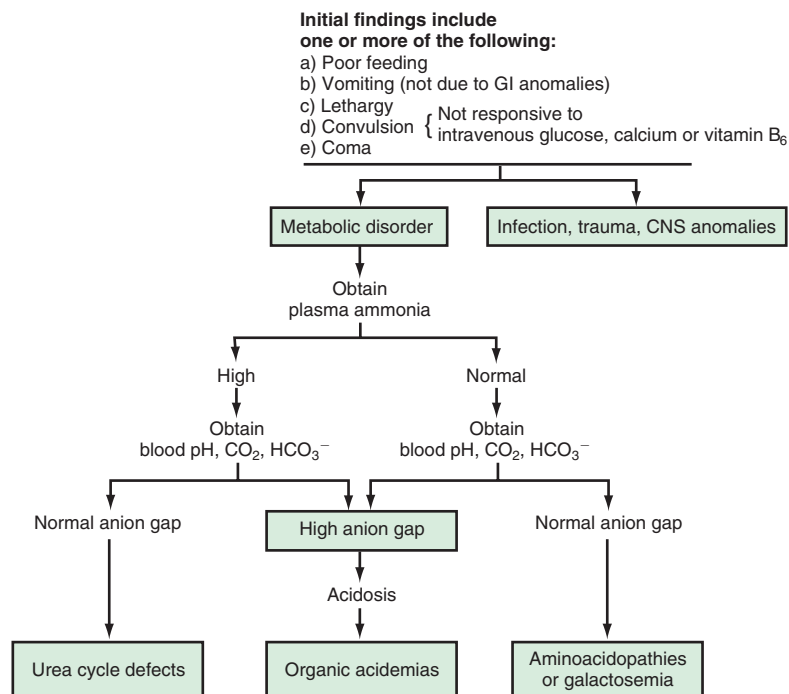 Initial findings include
one or more of the following:
a) Poor feeding
b) Vomiting (not due to GI anomalies)
c) Lethargy
d) Convulsion { Not responsive to
intravenous glucose, calcium or vitamin B₆
e) Coma
Metabolic disorder
Infection, trauma, CNS anomalies
Obtain
plasma ammonia
High
Normal
Obtain
blood pH, CO₂, HCO₃⁻
Obtain
blood pH, CO₂, HCO₃⁻
Normal anion gap
High anion gap
Normal anion gap
Acidosis
Urea cycle defects
Organic acidemias
Aminoacidopathies
or galactosemia